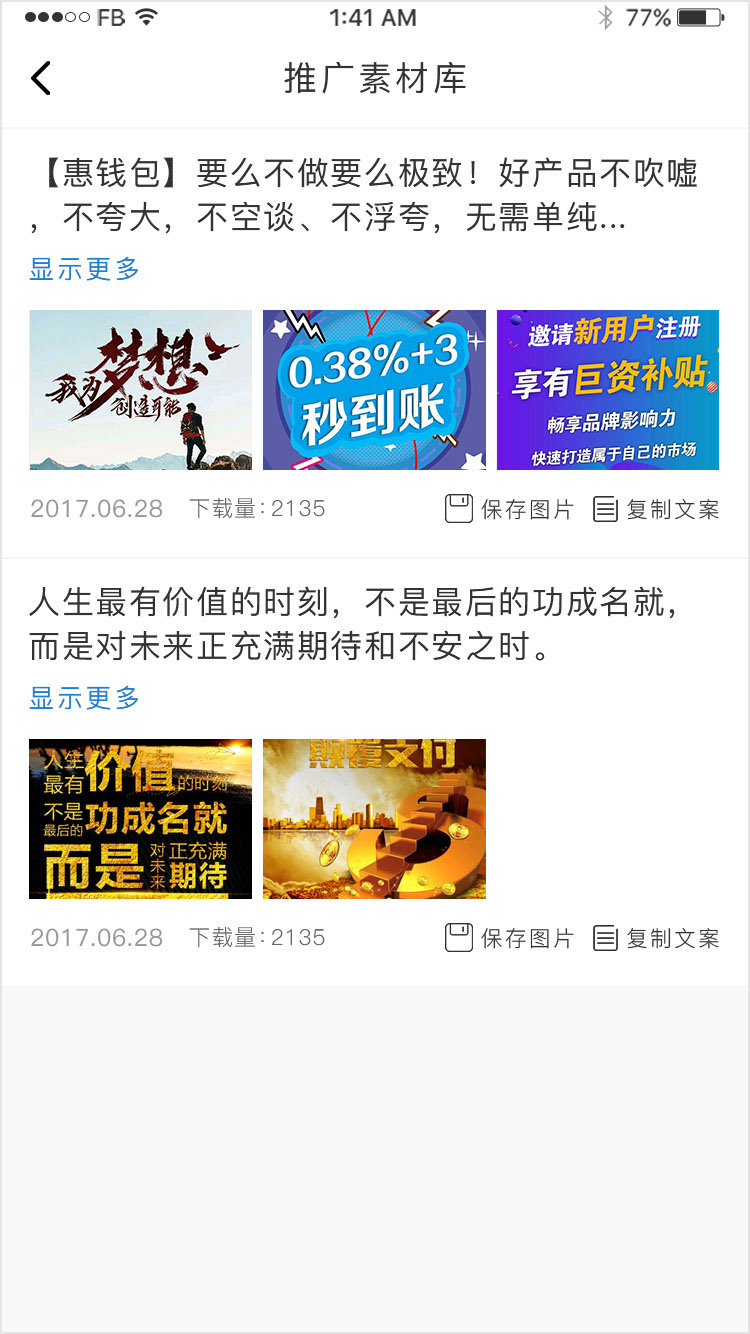 FB
1:41 AM
77%
推广素材库
【惠钱包】要么不做要么极致！好产品不吹嘘
，不夸大，不空谈、不浮夸，无需单纯...
显示更多
梦想
我为
创造可能
0.38%+3
秒到账
邀请新用户注册
享有巨资补贴
畅享品牌影响力
快速打造属于自己的市场
2017.06.28
下载量:2135
保存图片
复制文案
人生最有价值的时刻，不是最后的功成名就，
而是对未来正充满期待和不安之时。
显示更多
人生
最有
价值
的时刻
不是
最后的
功成名就
而是
对未来
正充满
期待
颠覆支付
2017.06.28
下载量:2135
保存图片
复制文案